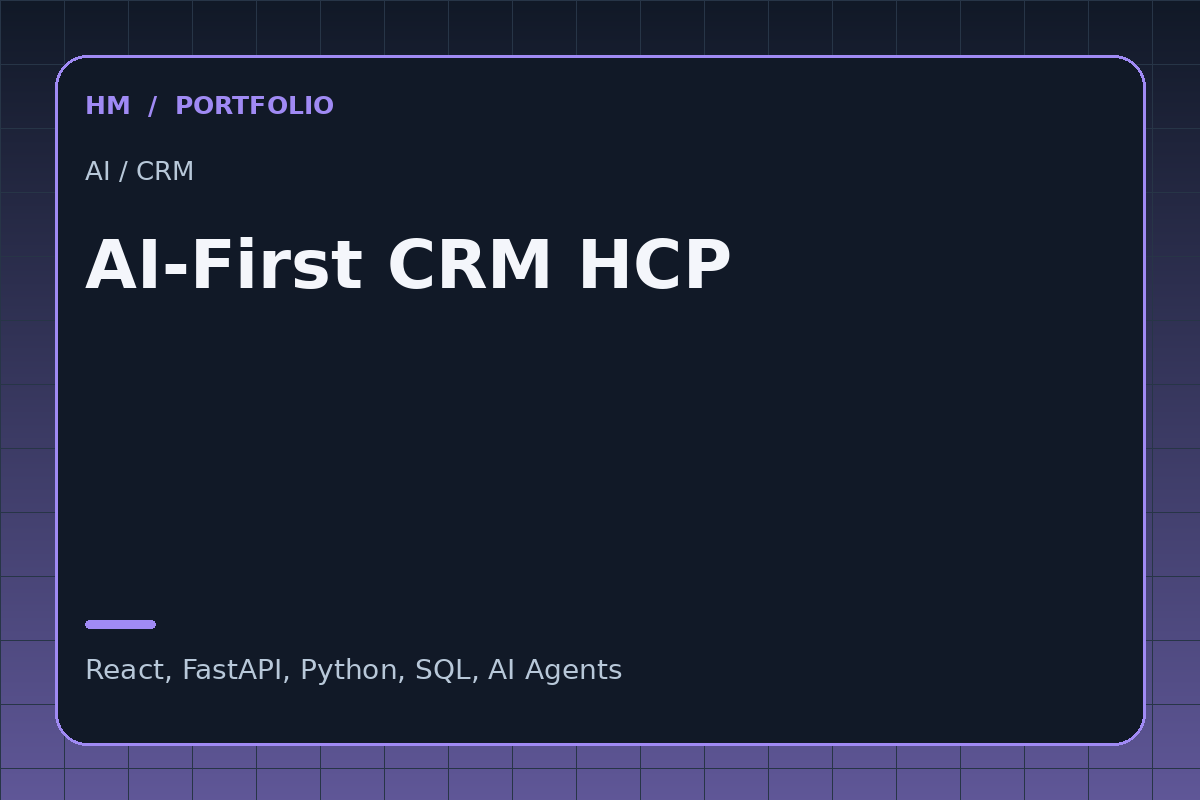 HM / PORTFOLIO
AI / CRM
AI-First CRM HCP
React, FastAPI, Python, SQL, AI Agents